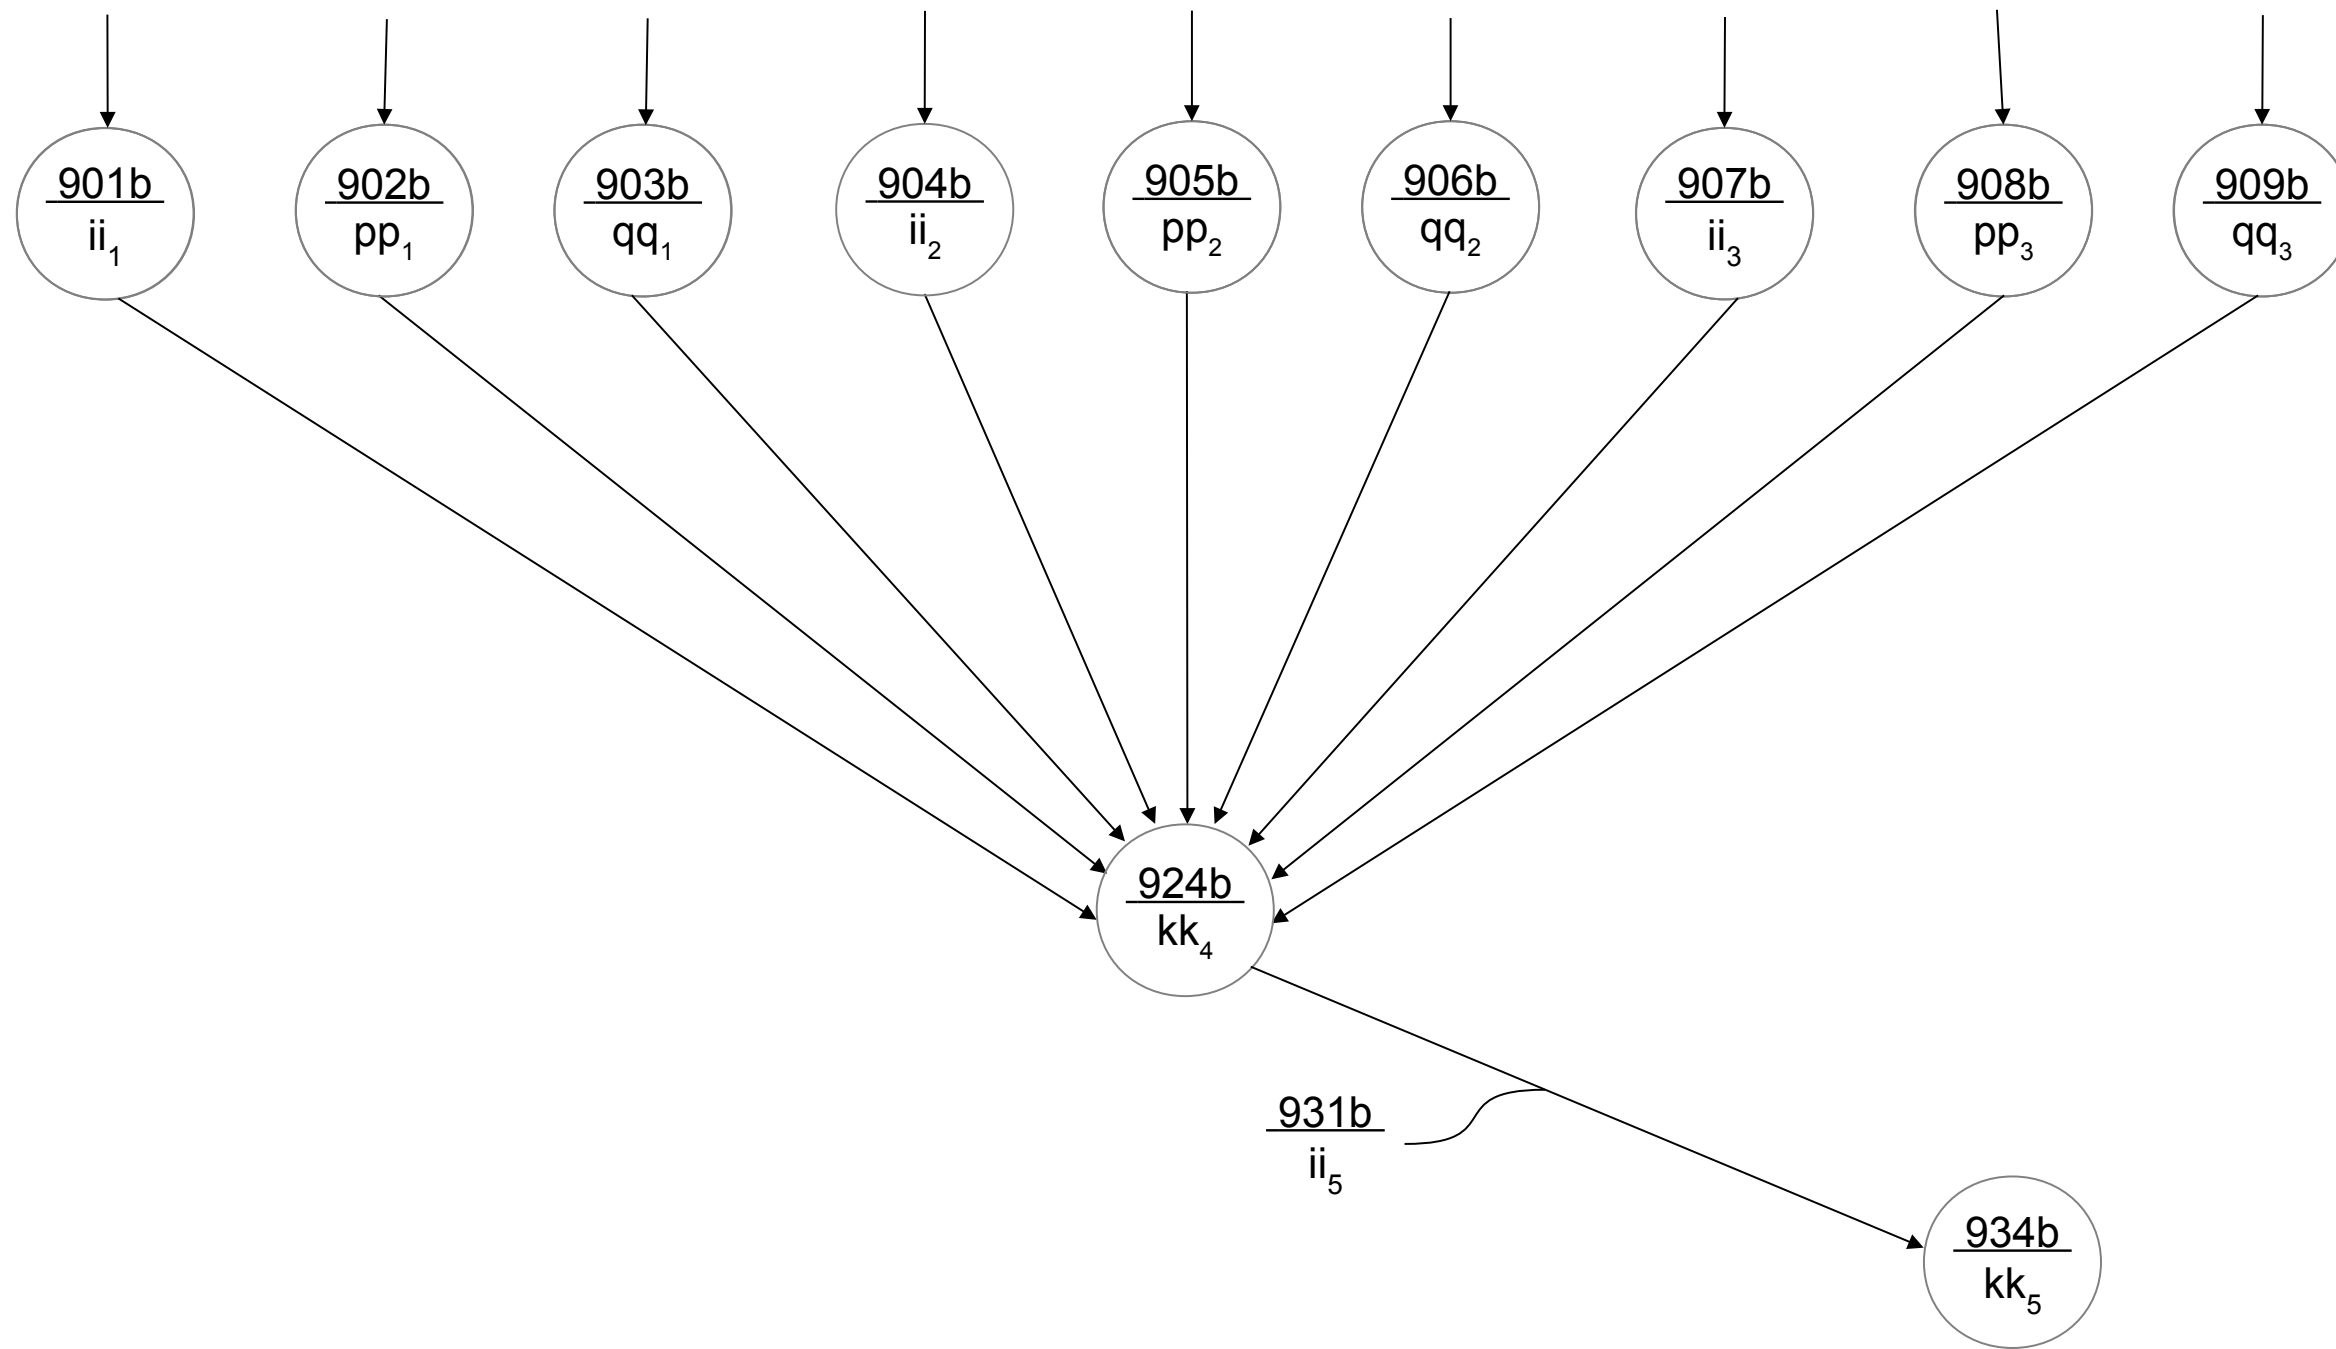 901b
ii₁
902b
pp₁
903b
qq₁
904b
ii₂
905b
pp₂
906b
qq₂
907b
ii₃
908b
pp₃
909b
qq₃
924b
kk₄
931b
ii₅
934b
kk₅